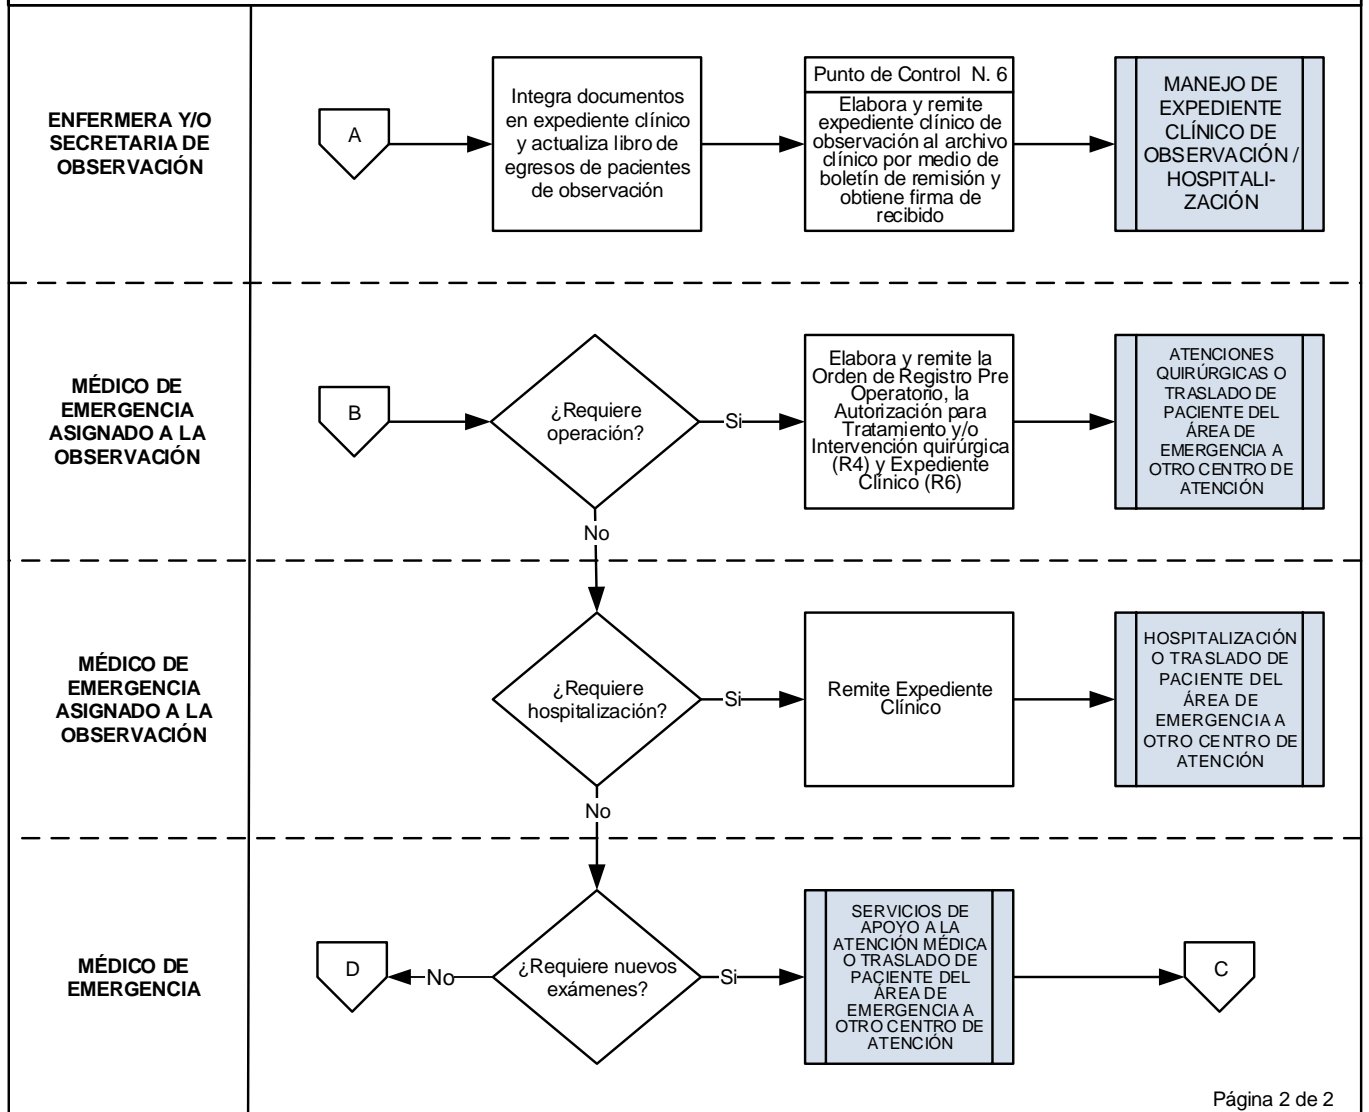 ENFERMERA Y/O
SECRETARIA DE
OBSERVACIÓN
A
Integra documentos
en expediente clínico
y actualiza libro de
egresos de pacientes
de observación
Punto de Control  N. 6
Elabora y remite
expediente clínico de
observación al archivo
clínico por medio de
boletín de remisión y
obtiene firma de
recibido
MANEJO DE
EXPEDIENTE
CLÍNICO DE
OBSERVACIÓN /
HOSPITALI-
ZACIÓN
MÉDICO DE
EMERGENCIA
ASIGNADO A LA
OBSERVACIÓN
B
¿Requiere
operación?
Si
Elabora y remite la
Orden de Registro Pre
Operatorio, la
Autorización para
Tratamiento y/o
Intervención quirúrgica
(R4) y Expediente
Clínico (R6)
ATENCIONES
QUIRÚRGICAS O
TRASLADO DE
PACIENTE DEL
ÁREA DE
EMERGENCIA A
OTRO CENTRO DE
ATENCIÓN
No
MÉDICO DE
EMERGENCIA
ASIGNADO A LA
OBSERVACIÓN
¿Requiere
hospitalización?
Si
Remite Expediente
Clínico
HOSPITALIZACIÓN
O TRASLADO DE
PACIENTE DEL
ÁREA DE
EMERGENCIA A
OTRO CENTRO DE
ATENCIÓN
No
MÉDICO DE
EMERGENCIA
D
No
¿Requiere nuevos
exámenes?
Si
SERVICIOS DE
APOYO A LA
ATENCIÓN MÉDICA
O TRASLADO DE
PACIENTE DEL
ÁREA DE
EMERGENCIA A
OTRO CENTRO DE
ATENCIÓN
C
Página 2 de 2